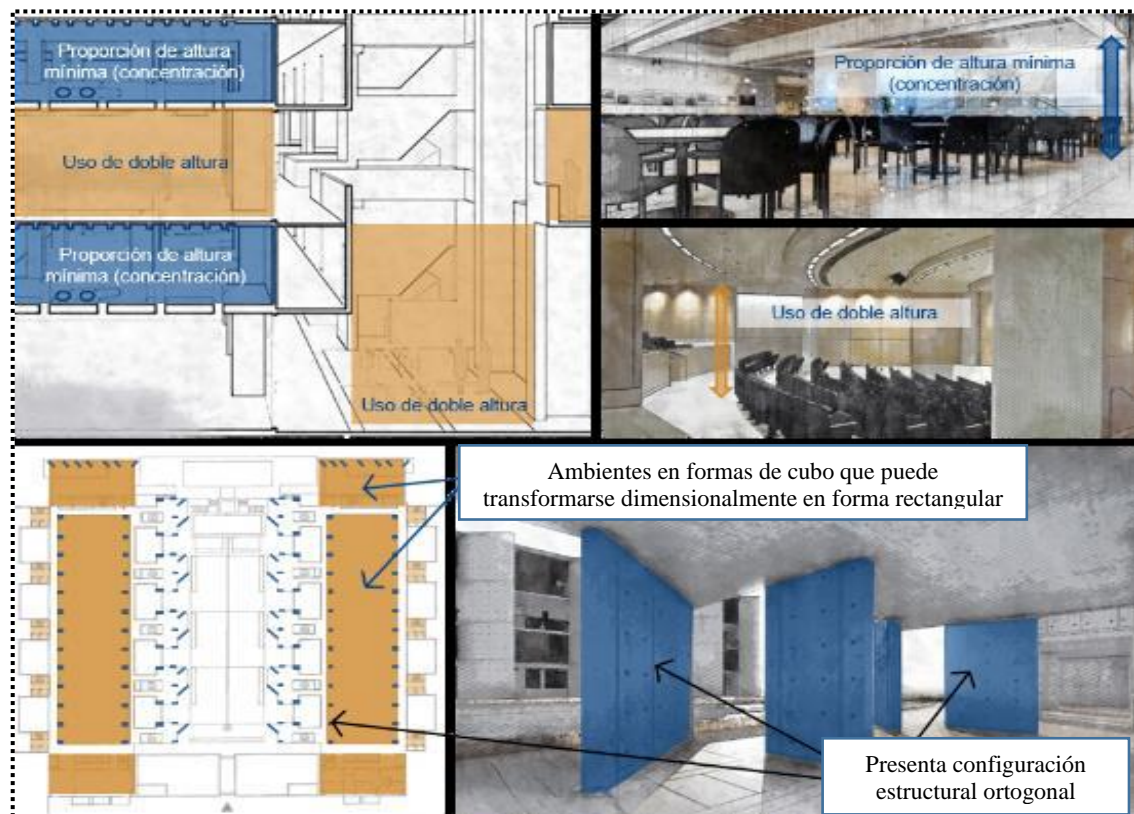 Proporción de altura
mínima (concentración)
Uso de doble altura
Proporción de altura
mínima (concentración)
Uso de doble altura
Proporción de altura mínima
(concentración)
Uso de doble altura
Ambientes en formas de cubo que puede
transformarse dimensionalmente en forma rectangular
Presenta configuración
estructural ortogonal